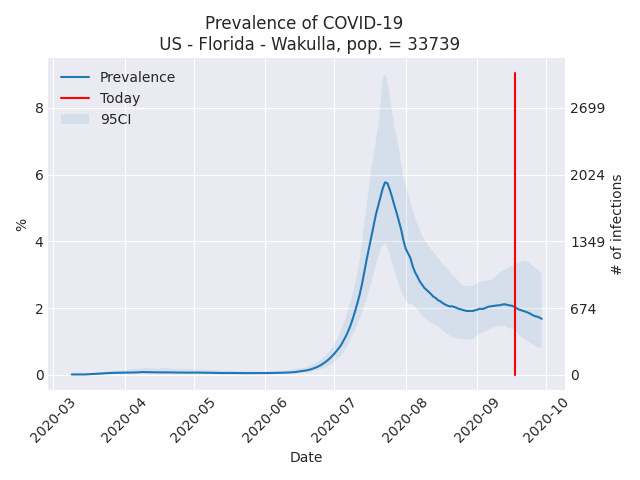 Prevalence of COVID-19
US - Florida - Wakulla, pop. = 33739
Prevalence
Today
95CI
8
6
4
2
0
%
2699
2024
1349
674
0
# of infections
2020-03
2020-04
2020-05
2020-06
2020-07
2020-08
2020-09
2020-10
Date